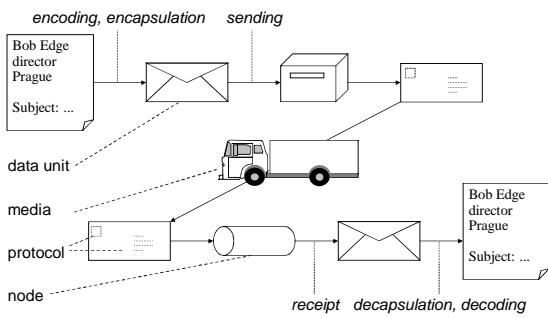 encoding, encapsulation
sending
Bob Edge
director
Prague
Subject: ...
data unit
media
Bob Edge
director
Prague
Subject: ...
protocol
node
receipt
decapsulation, decoding